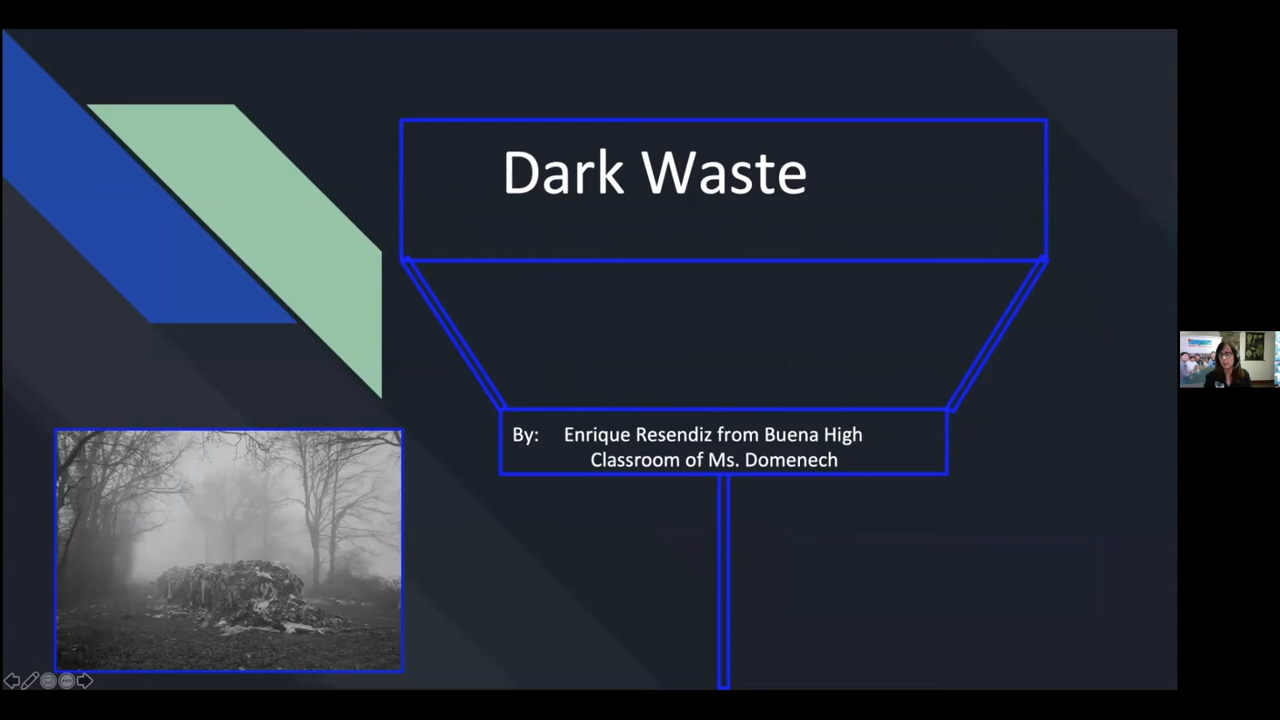 Dark Waste
By: Enrique Resendiz from Buena High
Classroom of Ms. Domenech